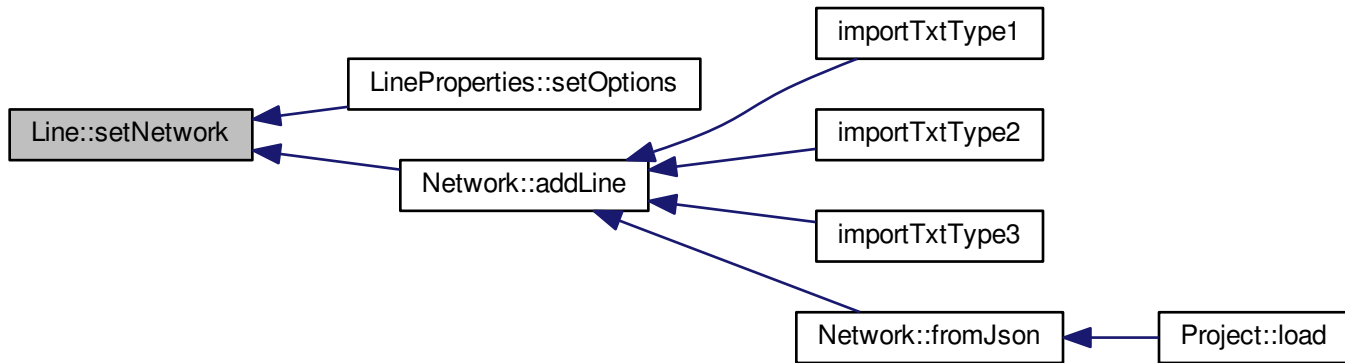 importTxtType1
LineProperties::setOptions
Line::setNetwork
importTxtType2
Network::addLine
importTxtType3
Network::fromJson
Project::load